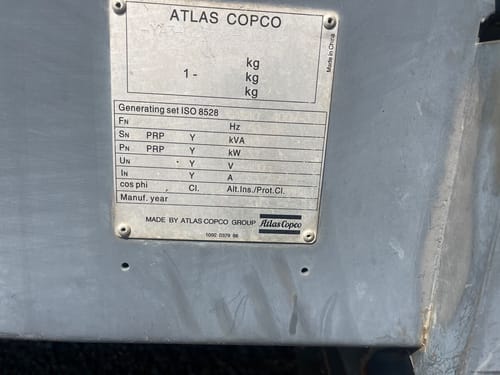 ATLAS COPCO
Made in China
kg
1 - kg
kg
Generating set ISO 8528
FN Hz
SN PRP Y kVA
PN PRP Y kW
UN Y V
IN Y A
cos phi Cl. Alt.Ins./Prot.Cl.
Manuf. year
MADE BY ATLAS COPCO GROUP Atlas Copco
1092 0379 86